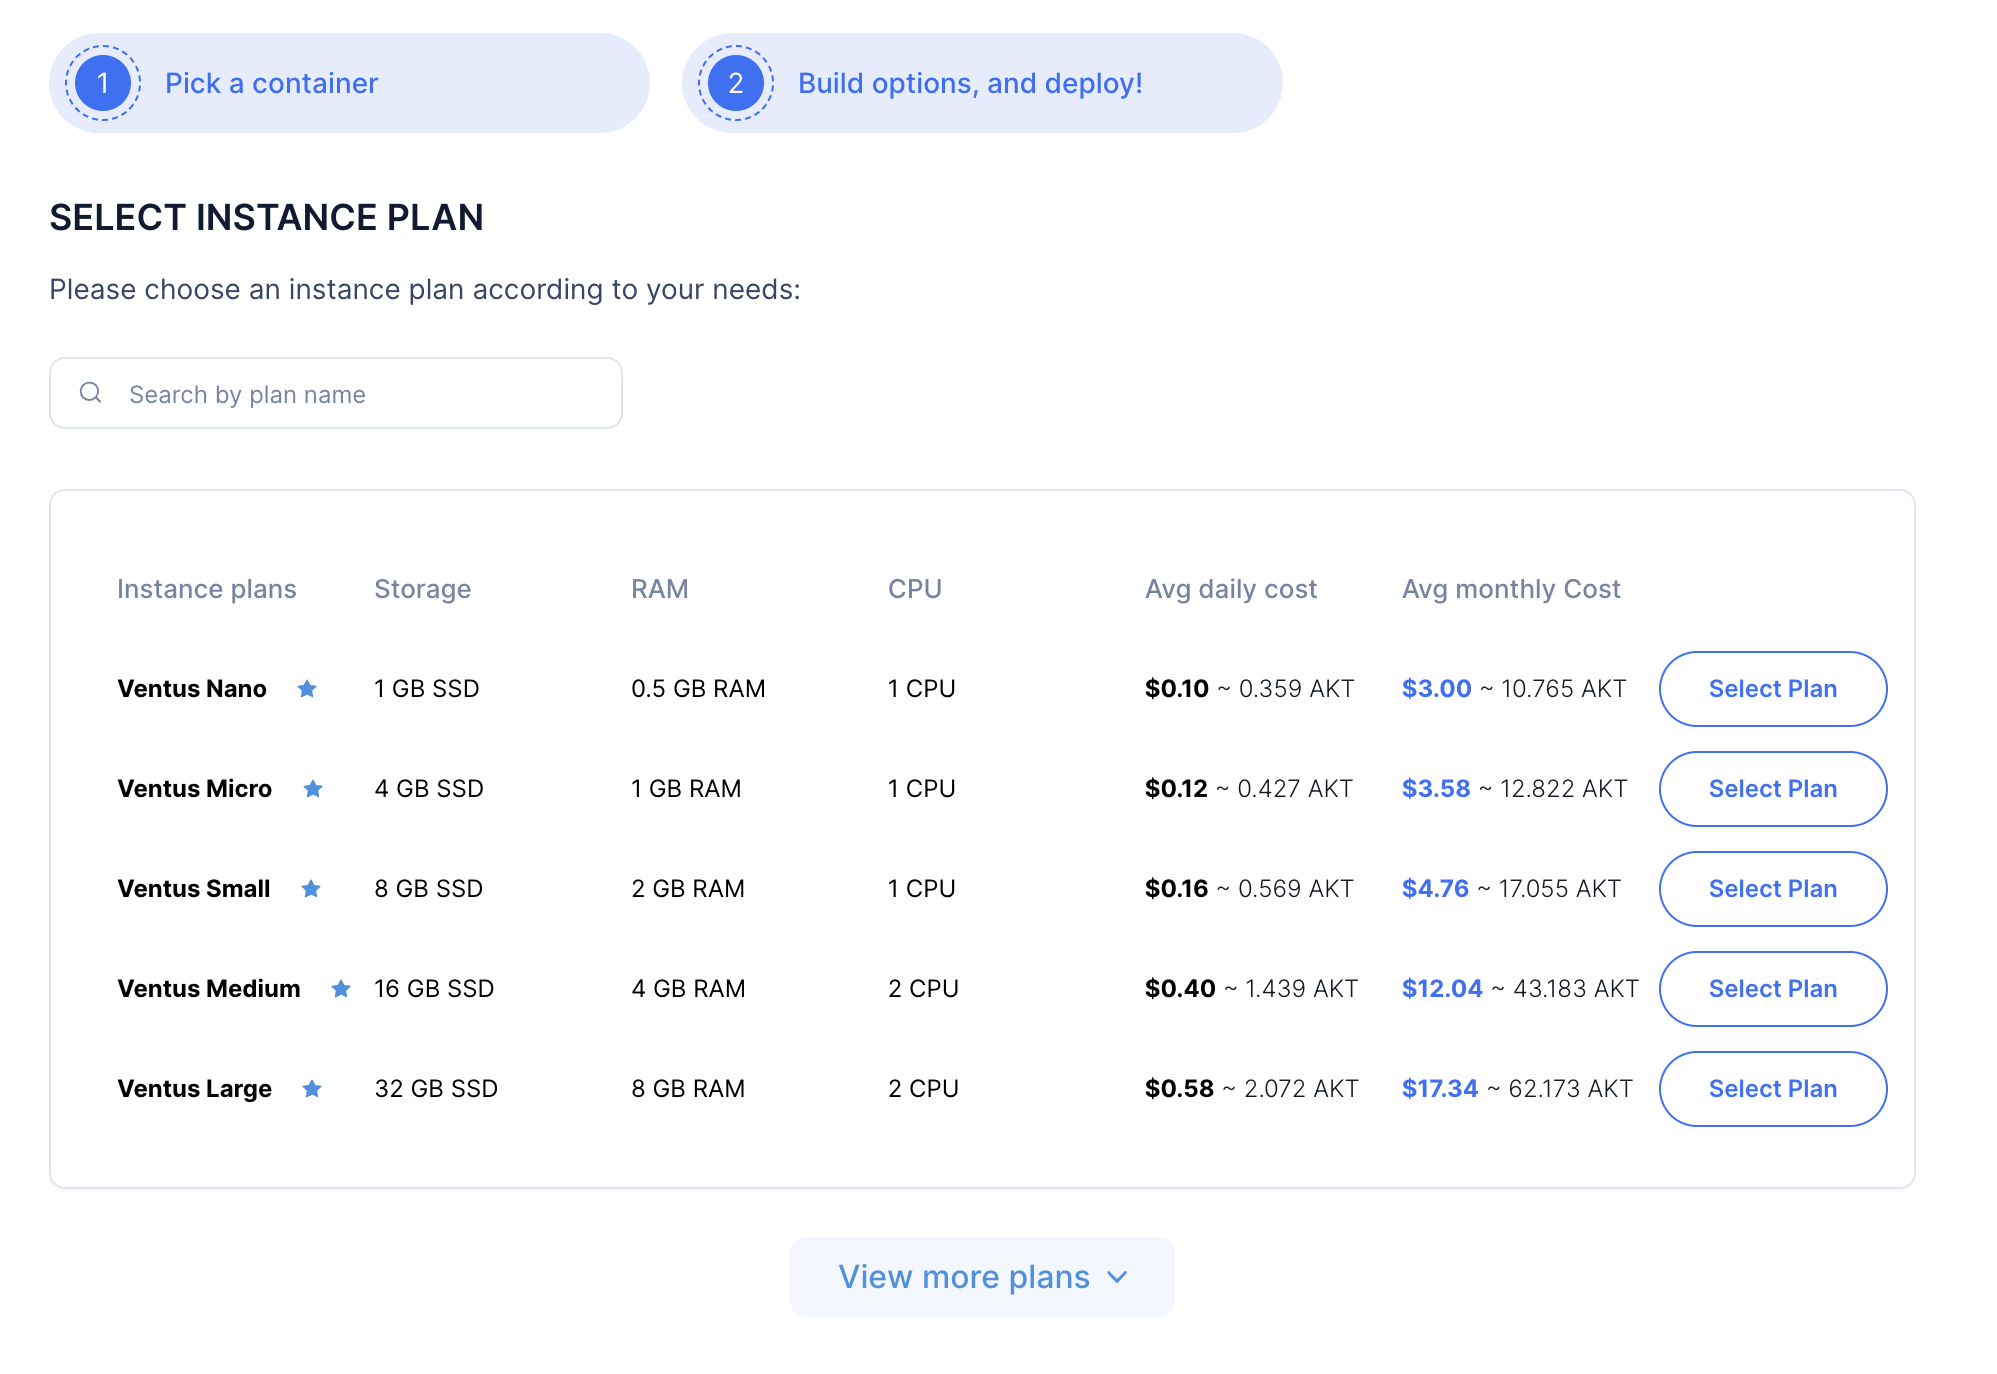 1 Pick a container 2 Build options, and deploy!
SELECT INSTANCE PLAN
Please choose an instance plan according to your needs:
Search by plan name
Instance plans Storage RAM CPU Avg daily cost Avg monthly Cost
Ventus Nano 1 GB SSD 0.5 GB RAM 1 CPU $0.10 ~ 0.359 AKT $3.00 ~ 10.765 AKT Select Plan
Ventus Micro 4 GB SSD 1 GB RAM 1 CPU $0.12 ~ 0.427 AKT $3.58 ~ 12.822 AKT Select Plan
Ventus Small 8 GB SSD 2 GB RAM 1 CPU $0.16 ~ 0.569 AKT $4.76 ~ 17.055 AKT Select Plan
Ventus Medium 16 GB SSD 4 GB RAM 2 CPU $0.40 ~ 1.439 AKT $12.04 ~ 43.183 AKT Select Plan
Ventus Large 32 GB SSD 8 GB RAM 2 CPU $0.58 ~ 2.072 AKT $17.34 ~ 62.173 AKT Select Plan
View more plans